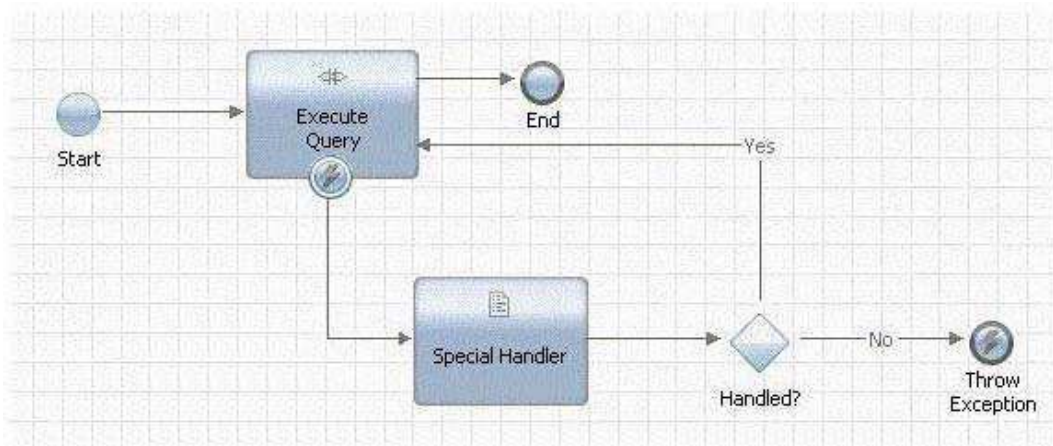 Start
Execute
Query
End
Yes
Special Handler
Handled?
No
Throw
Exception